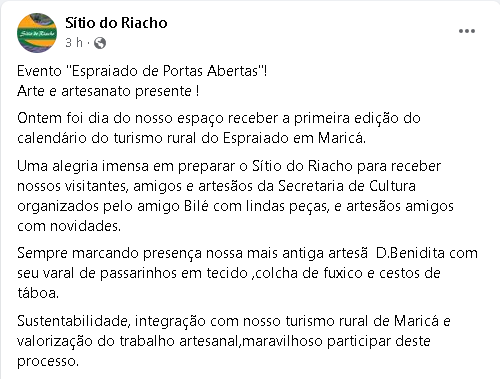 Sítio do Riacho
Sítio do Riacho
3 h ·
Evento "Espraiado de Portas Abertas"!
Arte e artesanato presente !
Ontem foi dia do nosso espaço receber a primeira edição do
calendário do turismo rural do Espraiado em Maricá.
Uma alegria imensa em preparar o Sítio do Riacho para receber
nossos visitantes, amigos e artesãos da Secretaria de Cultura
organizados pelo amigo Bilé com lindas peças, e artesãos amigos
com novidades.
Sempre marcando presença nossa mais antiga artesã  D.Benidita com
seu varal de passarinhos em tecido ,colcha de fuxico e cestos de
táboa.
Sustentabilidade, integração com nosso turismo rural de Maricá e
valorização do trabalho artesanal,maravilhoso participar deste
processo.